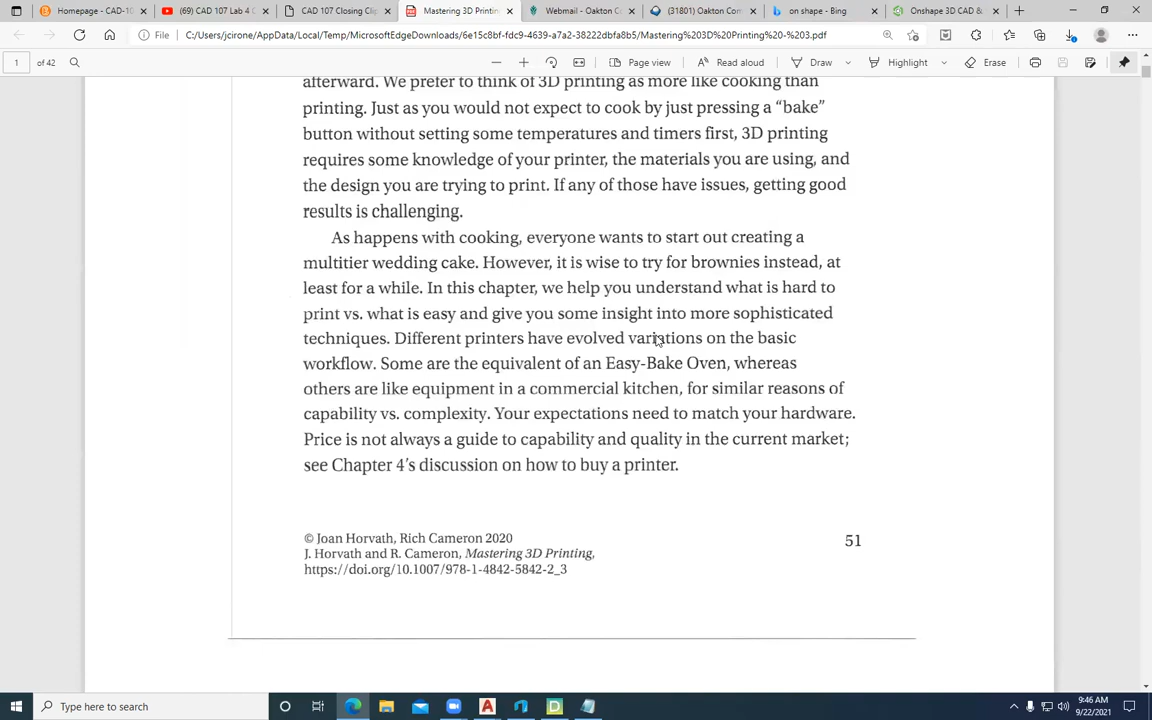 Homepage - CAD-10
(69) CAD 107 Lab 4 D
CAD 107 Closing Cli
Mastering 3D Printin
Webmail - Oakton Co
(31801) Oakton Com
on shape - Bing
Onshape 3D CAD &
File
C:/Users/jcirone/AppData/Local/Temp/MicrosoftEdgeDownloads/6e15c8bf-fdc9-4639-a7a2-38222dbfa8b5/Mastering%203D%20Printing%20-%203.pdf
1 of 42
Page view
Read aloud
Draw
Highlight
Erase
afterward. We prefer to think of 3D printing as more like cooking than
printing. Just as you would not expect to cook by just pressing a “bake”
button without setting some temperatures and timers first, 3D printing
requires some knowledge of your printer, the materials you are using, and
the design you are trying to print. If any of those have issues, getting good
results is challenging.
As happens with cooking, everyone wants to start out creating a
multitier wedding cake. However, it is wise to try for brownies instead, at
least for a while. In this chapter, we help you understand what is hard to
print vs. what is easy and give you some insight into more sophisticated
techniques. Different printers have evolved variations on the basic
workflow. Some are the equivalent of an Easy-Bake Oven, whereas
others are like equipment in a commercial kitchen, for similar reasons of
capability vs. complexity. Your expectations need to match your hardware.
Price is not always a guide to capability and quality in the current market;
see Chapter 4’s discussion on how to buy a printer.
© Joan Horvath, Rich Cameron 2020
J. Horvath and R. Cameron, Mastering 3D Printing,
https://doi.org/10.1007/978-1-4842-5842-2_3
51
Type here to search
9:46 AM
9/22/2021